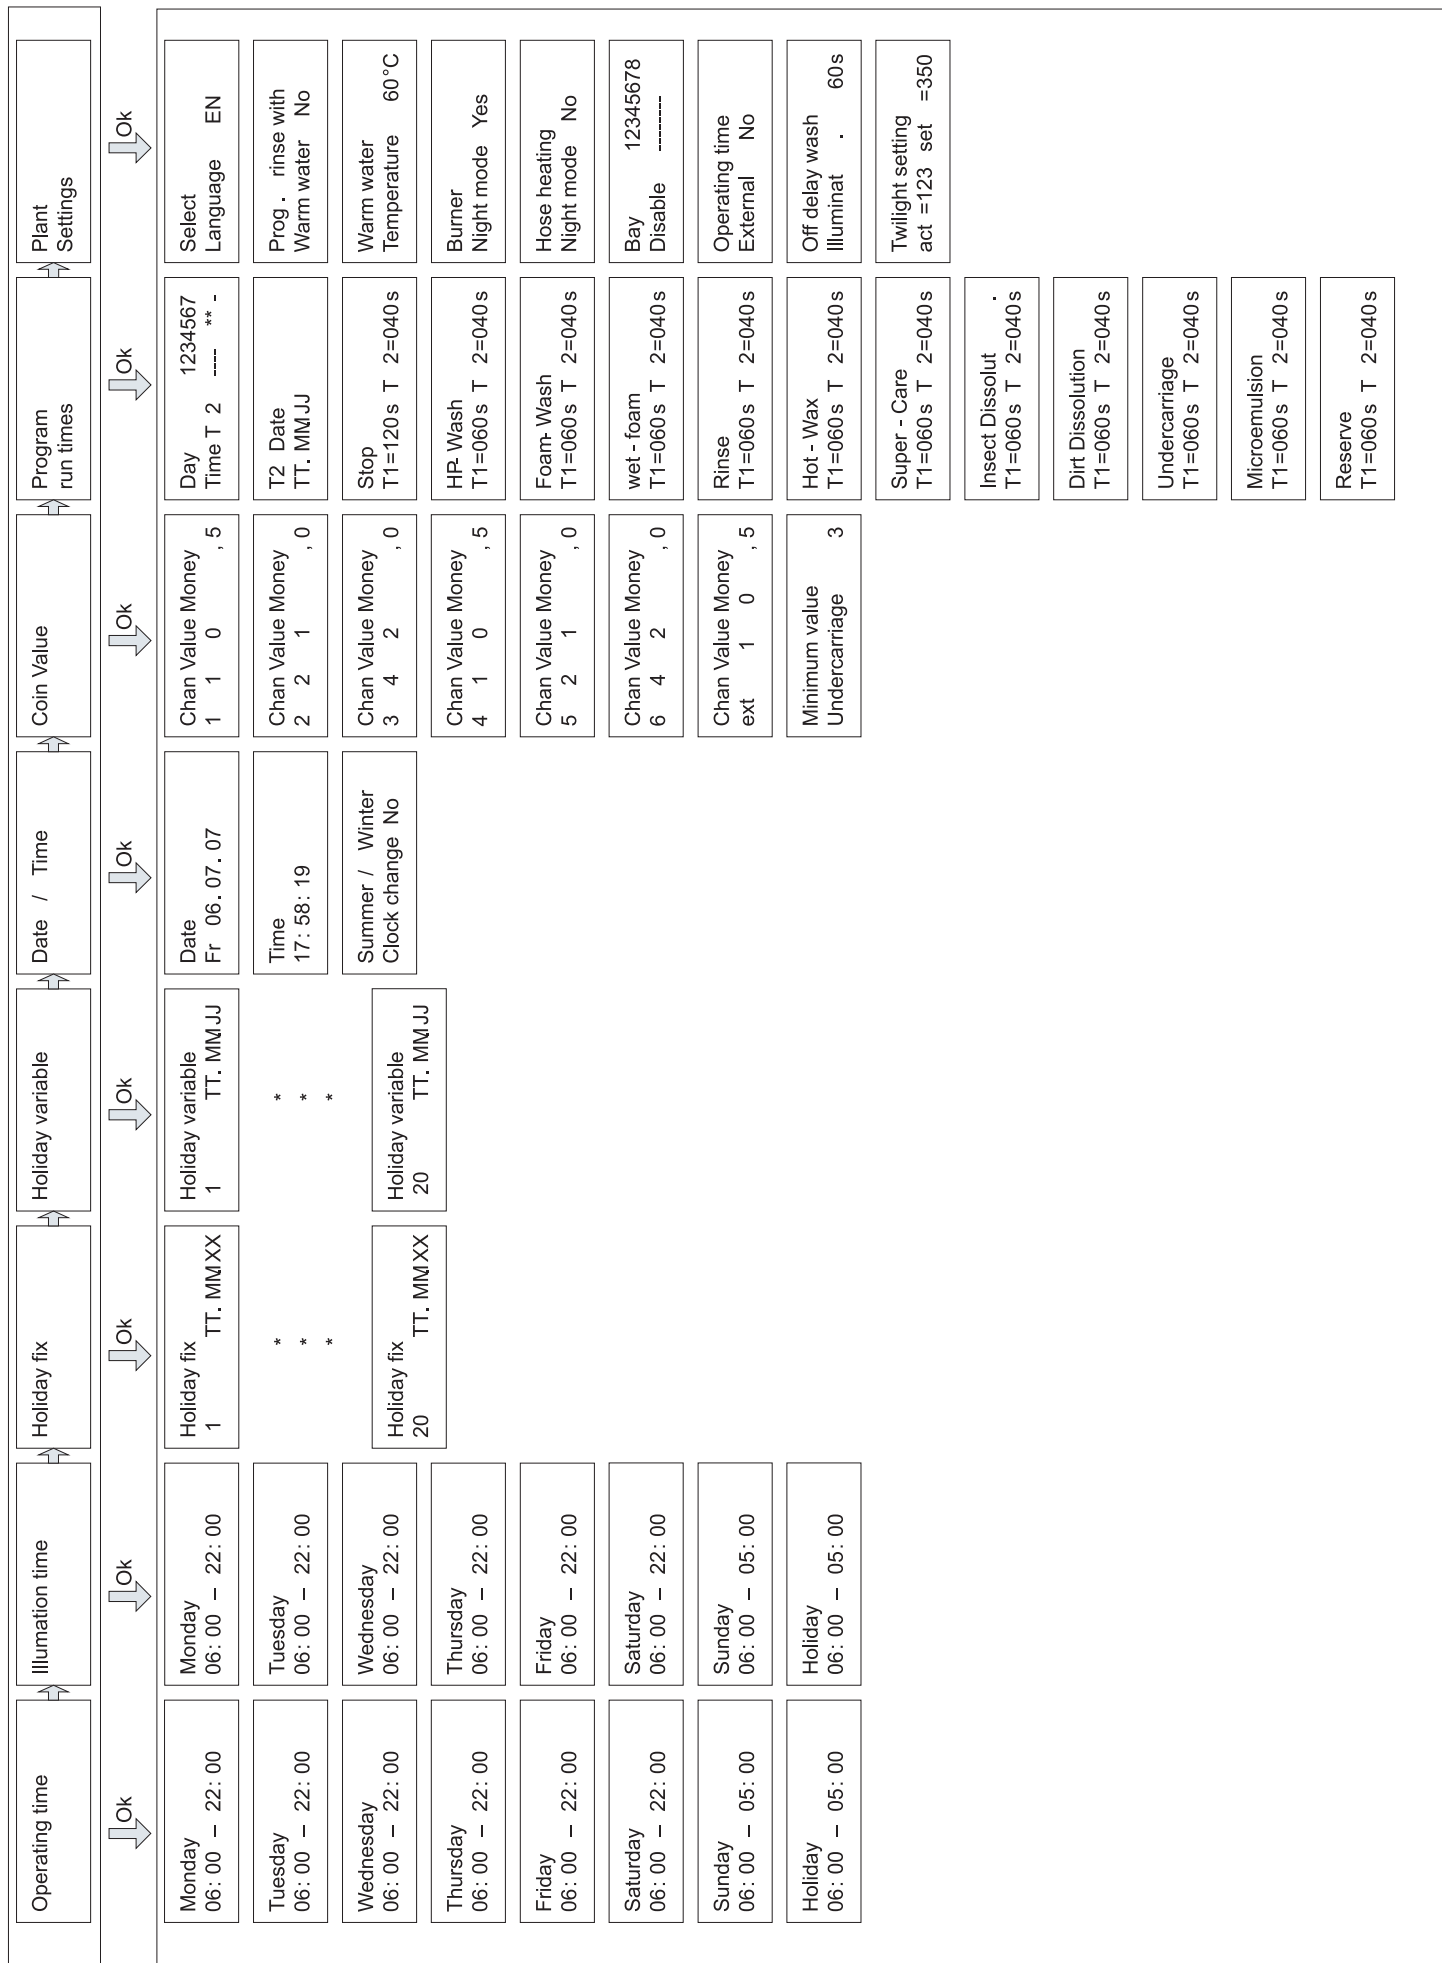 Operating time
Illumation time
Holiday fix
Holiday variable
Date / Time
Coin Value
Program
run times
Plant
Settings
Ok
Ok
Ok
Ok
Ok
Ok
Ok
Ok
Monday
06:00 – 22:00
Tuesday
06:00 – 22:00
Wednesday
06:00 – 22:00
Thursday
06:00 – 22:00
Friday
06:00 – 22:00
Saturday
06:00 – 22:00
Sunday
06:00 – 05:00
Holiday
06:00 – 05:00
Monday
06:00 – 22:00
Tuesday
06:00 – 22:00
Wednesday
06:00 – 22:00
Thursday
06:00 – 22:00
Friday
06:00 – 22:00
Saturday
06:00 – 22:00
Sunday
06:00 – 05:00
Holiday
06:00 – 05:00
Holiday fix
1 TT.MM.XX
*
*
*
Holiday fix
20 TT.MM.XX
Holiday variable
1 TT.MM.JJ
*
*
*
Holiday variable
20 TT.MM.JJ
Date
Fr 06.07.07
Time
17:58:19
Summer / Winter
Clock change No
Chan Value Money
1 1 0 ,5
Chan Value Money
2 2 1 ,0
Chan Value Money
3 4 2 ,0
Chan Value Money
4 1 0 ,5
Chan Value Money
5 2 1 ,0
Chan Value Money
6 4 2 ,0
Chan Value Money
ext 1 0 ,5
Minimum value
Undercarriage 3
Day 1234567
Time T 2 ---- ** -
T2 Date
TT.MM.JJ
Stop
T1=120s T 2=040s
HP-Wash
T1=060s T 2=040s
Foam-Wash
T1=060s T 2=040s
wet - foam
T1=060s T 2=040s
Rinse
T1=060s T 2=040s
Hot - Wax
T1=060s T 2=040s
Super - Care
T1=060s T 2=040s
Insect Dissolut .
T1=060s T 2=040s
Dirt Dissolution
T1=060s T 2=040s
Undercarriage
T1=060s T 2=040s
Microemulsion
T1=060s T 2=040s
Reserve
T1=060s T 2=040s
Select
Language EN
Prog. rinse with
Warm water No
Warm water
Temperature 60°C
Burner
Night mode Yes
Hose heating
Night mode No
Bay 12345678
Disable --------
Operating time
External No
Off delay wash
Illuminat . 60s
Twilight setting
act =123 set =350